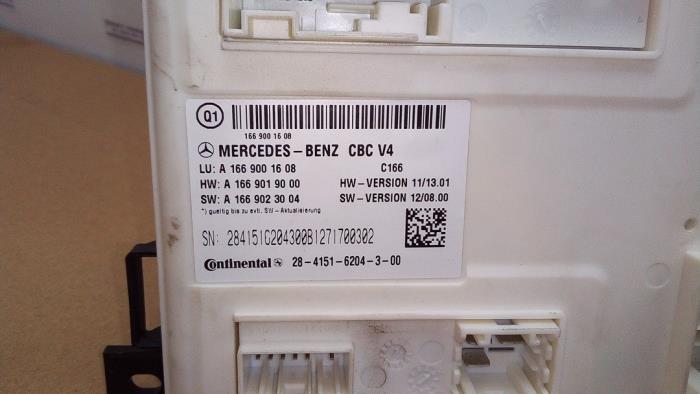 Q1
166 900 16 08
MERCEDES-BENZ CBC V4
LU: A 166 900 16 08 C166
HW: A 166 901 90 00 HW-VERSION 11/13.01
SW: A 166 902 30 04 SW-VERSION 12/08.00
*) gueltig bis zu evtl. SW-Aktualisierung
SN: 284151G204300B1271700302
Continental 28-4151-6204-3-00